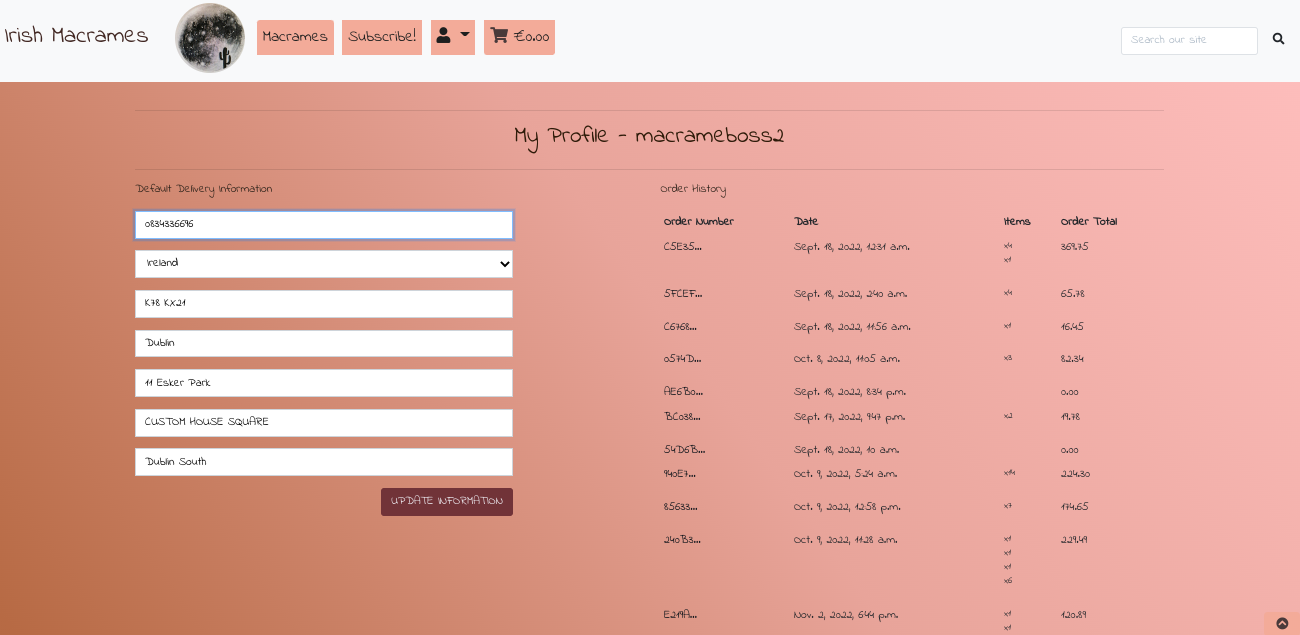 Irish Macrames
Macrames
Subscribe!
€0.00
Search our site
My Profile - macrameboss2
Default Delivery Information
0834336696
Ireland
K78 KX21
Dublin
11 Esker Park
CUSTOM HOUSE SQUARE
Dublin South
UPDATE INFORMATION
Order History
Order Number Date Items Order Total
C5E35... Sept. 18, 2022, 12:31 a.m. x4 369.75
x1
5FCEF... Sept. 18, 2022, 2:40 a.m. x4 65.78
C6768... Sept. 18, 2022, 11:56 a.m. x1 16.45
0574D... Oct. 8, 2022, 11:05 a.m. x3 82.34
AE6B0... Sept. 18, 2022, 8:34 p.m. 0.00
BC038... Sept. 17, 2022, 9:47 p.m. x2 19.78
54D6B... Sept. 18, 2022, 10 a.m. 0.00
940E7... Oct. 9, 2022, 5:24 a.m. x14 224.30
85633... Oct. 9, 2022, 12:58 p.m. x7 174.65
240B3... Oct. 9, 2022, 11:28 a.m. x1 229.49
x1
x1
x6
E219A... Nov. 2, 2022, 6:44 p.m. x1 120.89
x1